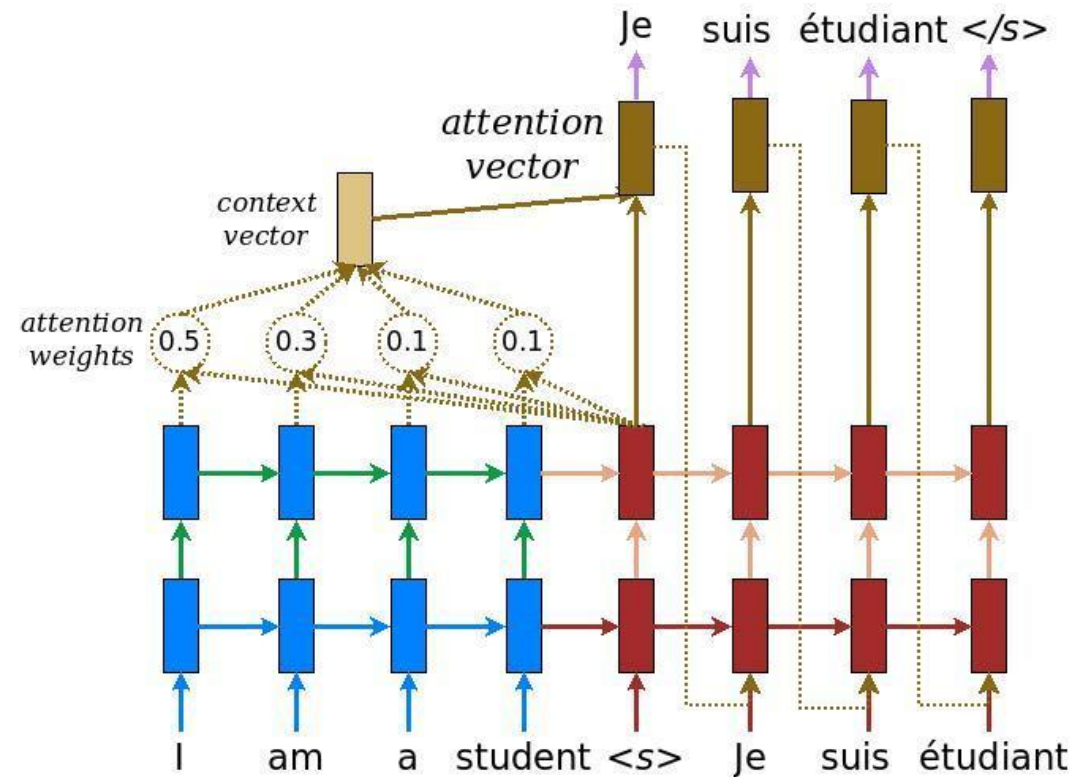 Je suis étudiant </s>
attention
vector
context
vector
attention
weights
0.5 0.3 0.1 0.1
I am a student <s> Je suis étudiant